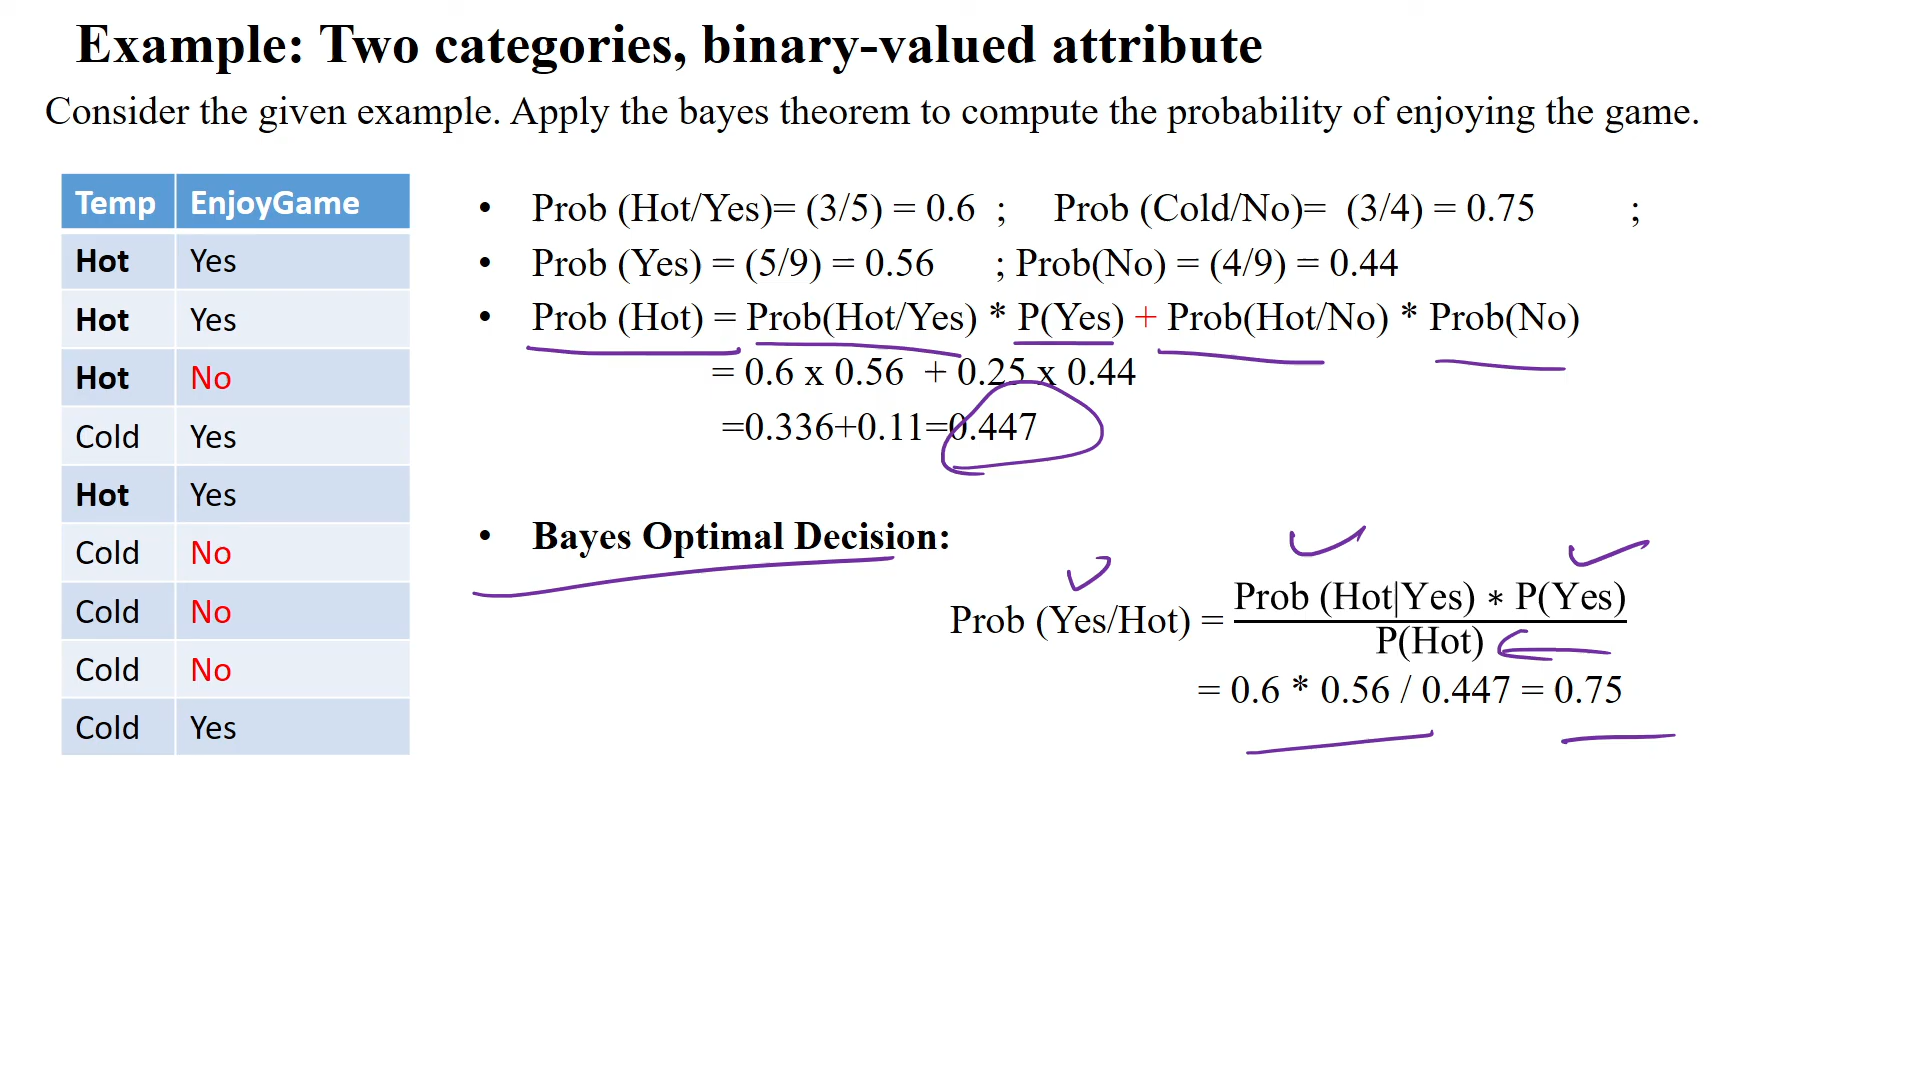 Example: Two categories, binary-valued attribute
Consider the given example. Apply the bayes theorem to compute the probability of enjoying the game.
Temp EnjoyGame
Hot Yes
Hot Yes
Hot No
Cold Yes
Hot Yes
Cold No
Cold No
Cold No
Cold Yes
• Prob (Hot/Yes)= (3/5) = 0.6 ; Prob (Cold/No)= (3/4) = 0.75 ;
• Prob (Yes) = (5/9) = 0.56 ; Prob(No) = (4/9) = 0.44
• Prob (Hot) = Prob(Hot/Yes) * P(Yes) + Prob(Hot/No) * Prob(No)
= 0.6 x 0.56 + 0.25 x 0.44
=0.336+0.11=0.447
• Bayes Optimal Decision:
Prob (Yes/Hot) = Prob (Hot|Yes) ∗ P(Yes)
P(Hot)
= 0.6 * 0.56 / 0.447 = 0.75